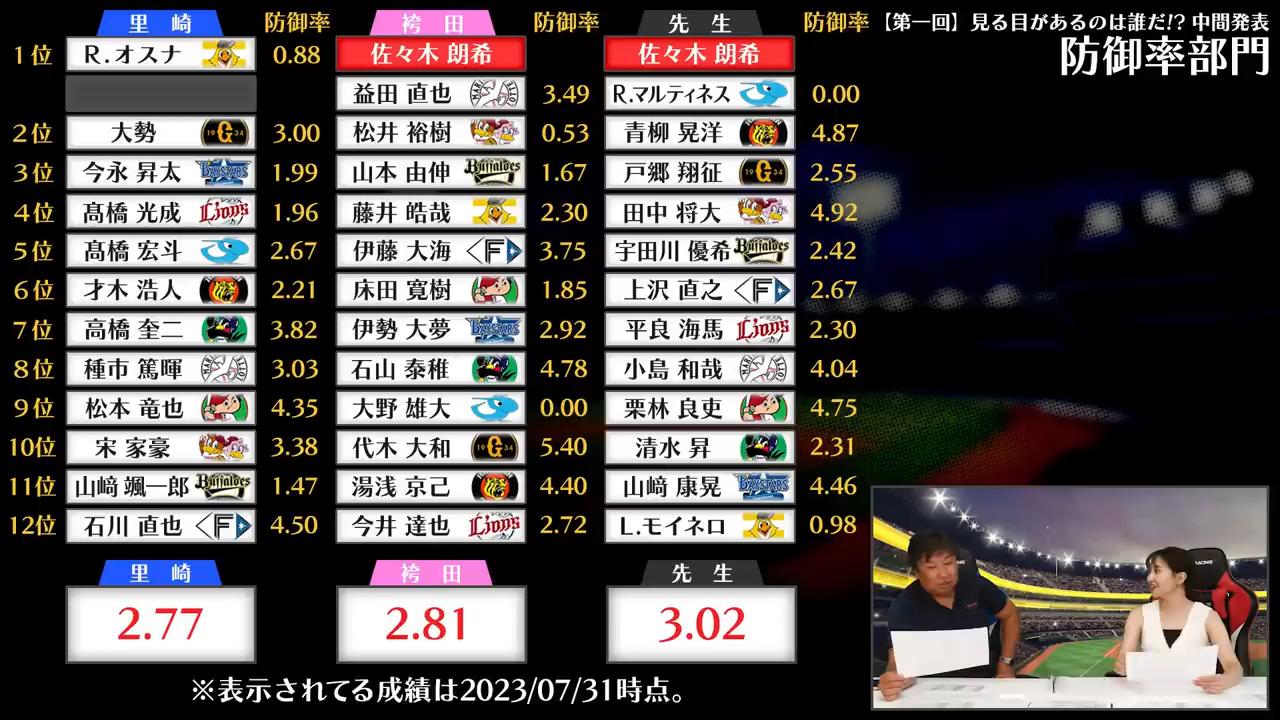 里崎 防御率 袴田 防御率 先生 防御率 【第一回】見る目があるのは誰だ!? 中間発表
防御率部門
1位 R.オスナ 0.88 佐々木 朗希 佐々木 朗希
益田 直也 3.49 R.マルティネス 0.00
2位 大勢 3.00 松井 裕樹 0.53 青柳 晃洋 4.87
3位 今永 昇太 1.99 山本 由伸 1.67 戸郷 翔征 2.55
4位 髙橋 光成 1.96 藤井 皓哉 2.30 田中 将大 4.92
5位 髙橋 宏斗 2.67 伊藤 大海 3.75 宇田川 優希 2.42
6位 才木 浩人 2.21 床田 寛樹 1.85 上沢 直之 2.67
7位 高橋 奎二 3.82 伊勢 大夢 2.92 平良 海馬 2.30
8位 種市 篤暉 3.03 石山 泰稚 4.78 小島 和哉 4.04
9位 松本 竜也 4.35 大野 雄大 0.00 栗林 良吏 4.75
10位 宋 家豪 3.38 代木 大和 5.40 清水 昇 2.31
11位 山﨑 颯一郎 1.47 湯浅 京己 4.40 山﨑 康晃 4.46
12位 石川 直也 4.50 今井 達也 2.72 L.モイネロ 0.98
里崎 袴田 先生
2.77 2.81 3.02
※表示されてる成績は2023/07/31時点。